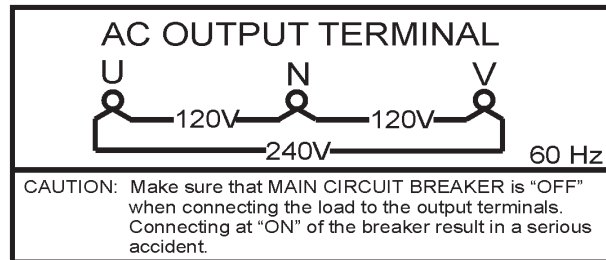 AC OUTPUT TERMINAL
U N V
120V 120V
240V
60 Hz
CAUTION: Make sure that MAIN CIRCUIT BREAKER is “OFF”
when connecting the load to the output terminals.
Connecting at “ON” of the breaker result in a serious
accident.